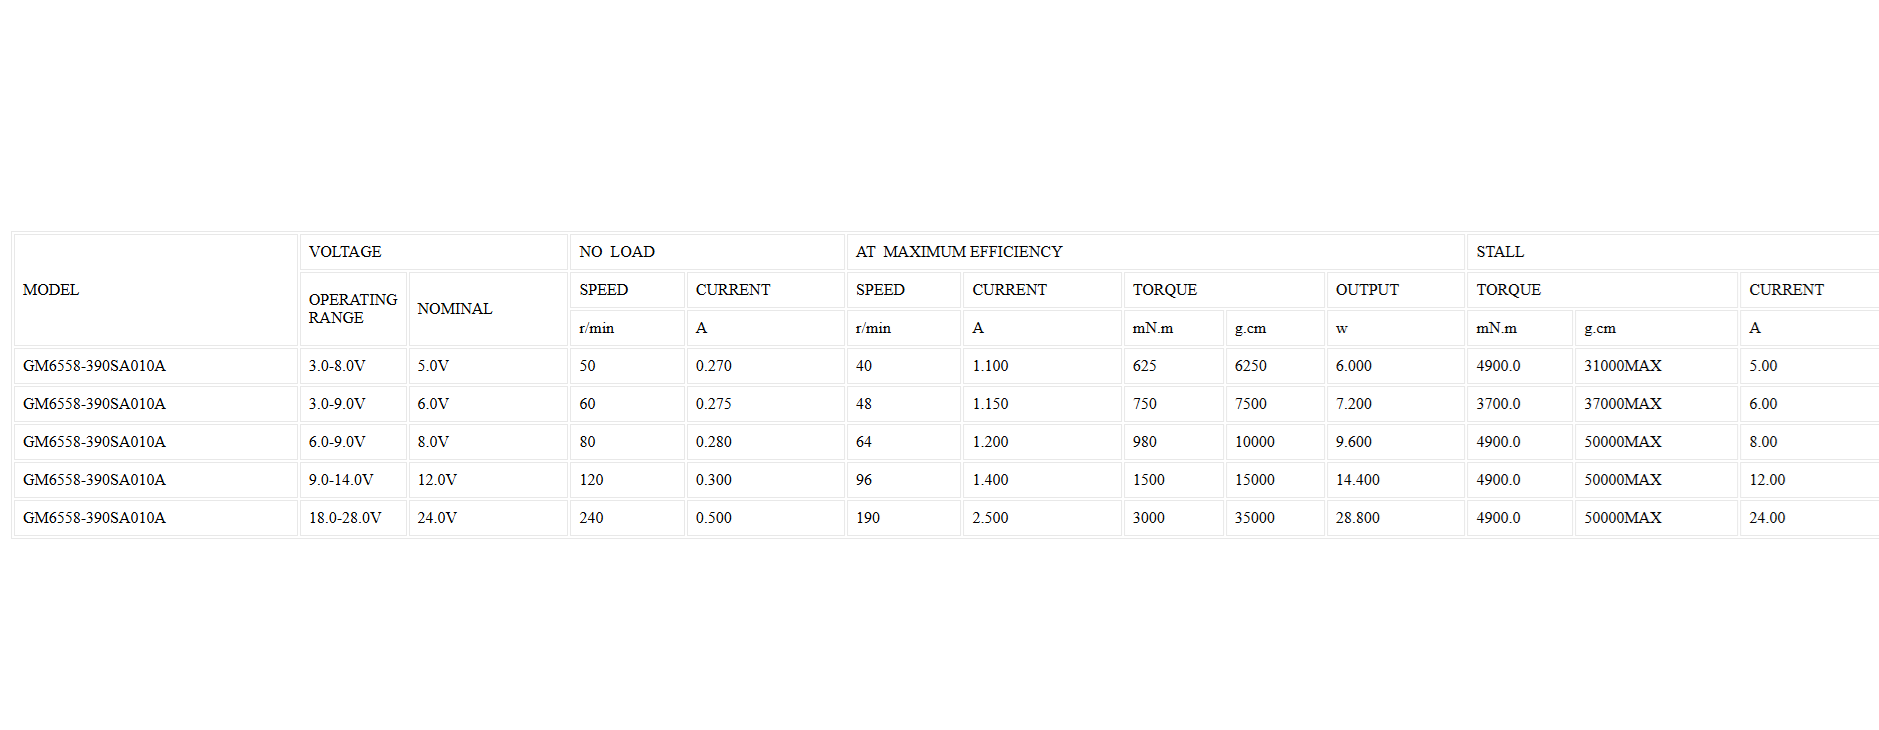 VOLTAGE NO LOAD AT MAXIMUM EFFICIENCY STALL
MODEL OPERATING RANGE NOMINAL SPEED CURRENT SPEED CURRENT TORQUE OUTPUT TORQUE CURRENT
r/min A r/min A mN.m g.cm w mN.m g.cm A
GM6558-390SA010A 3.0-8.0V 5.0V 50 0.270 40 1.100 625 6250 6.000 4900.0 31000MAX 5.00
GM6558-390SA010A 3.0-9.0V 6.0V 60 0.275 48 1.150 750 7500 7.200 3700.0 37000MAX 6.00
GM6558-390SA010A 6.0-9.0V 8.0V 80 0.280 64 1.200 980 10000 9.600 4900.0 50000MAX 8.00
GM6558-390SA010A 9.0-14.0V 12.0V 120 0.300 96 1.400 1500 15000 14.400 4900.0 50000MAX 12.00
GM6558-390SA010A 18.0-28.0V 24.0V 240 0.500 190 2.500 3000 35000 28.800 4900.0 50000MAX 24.00